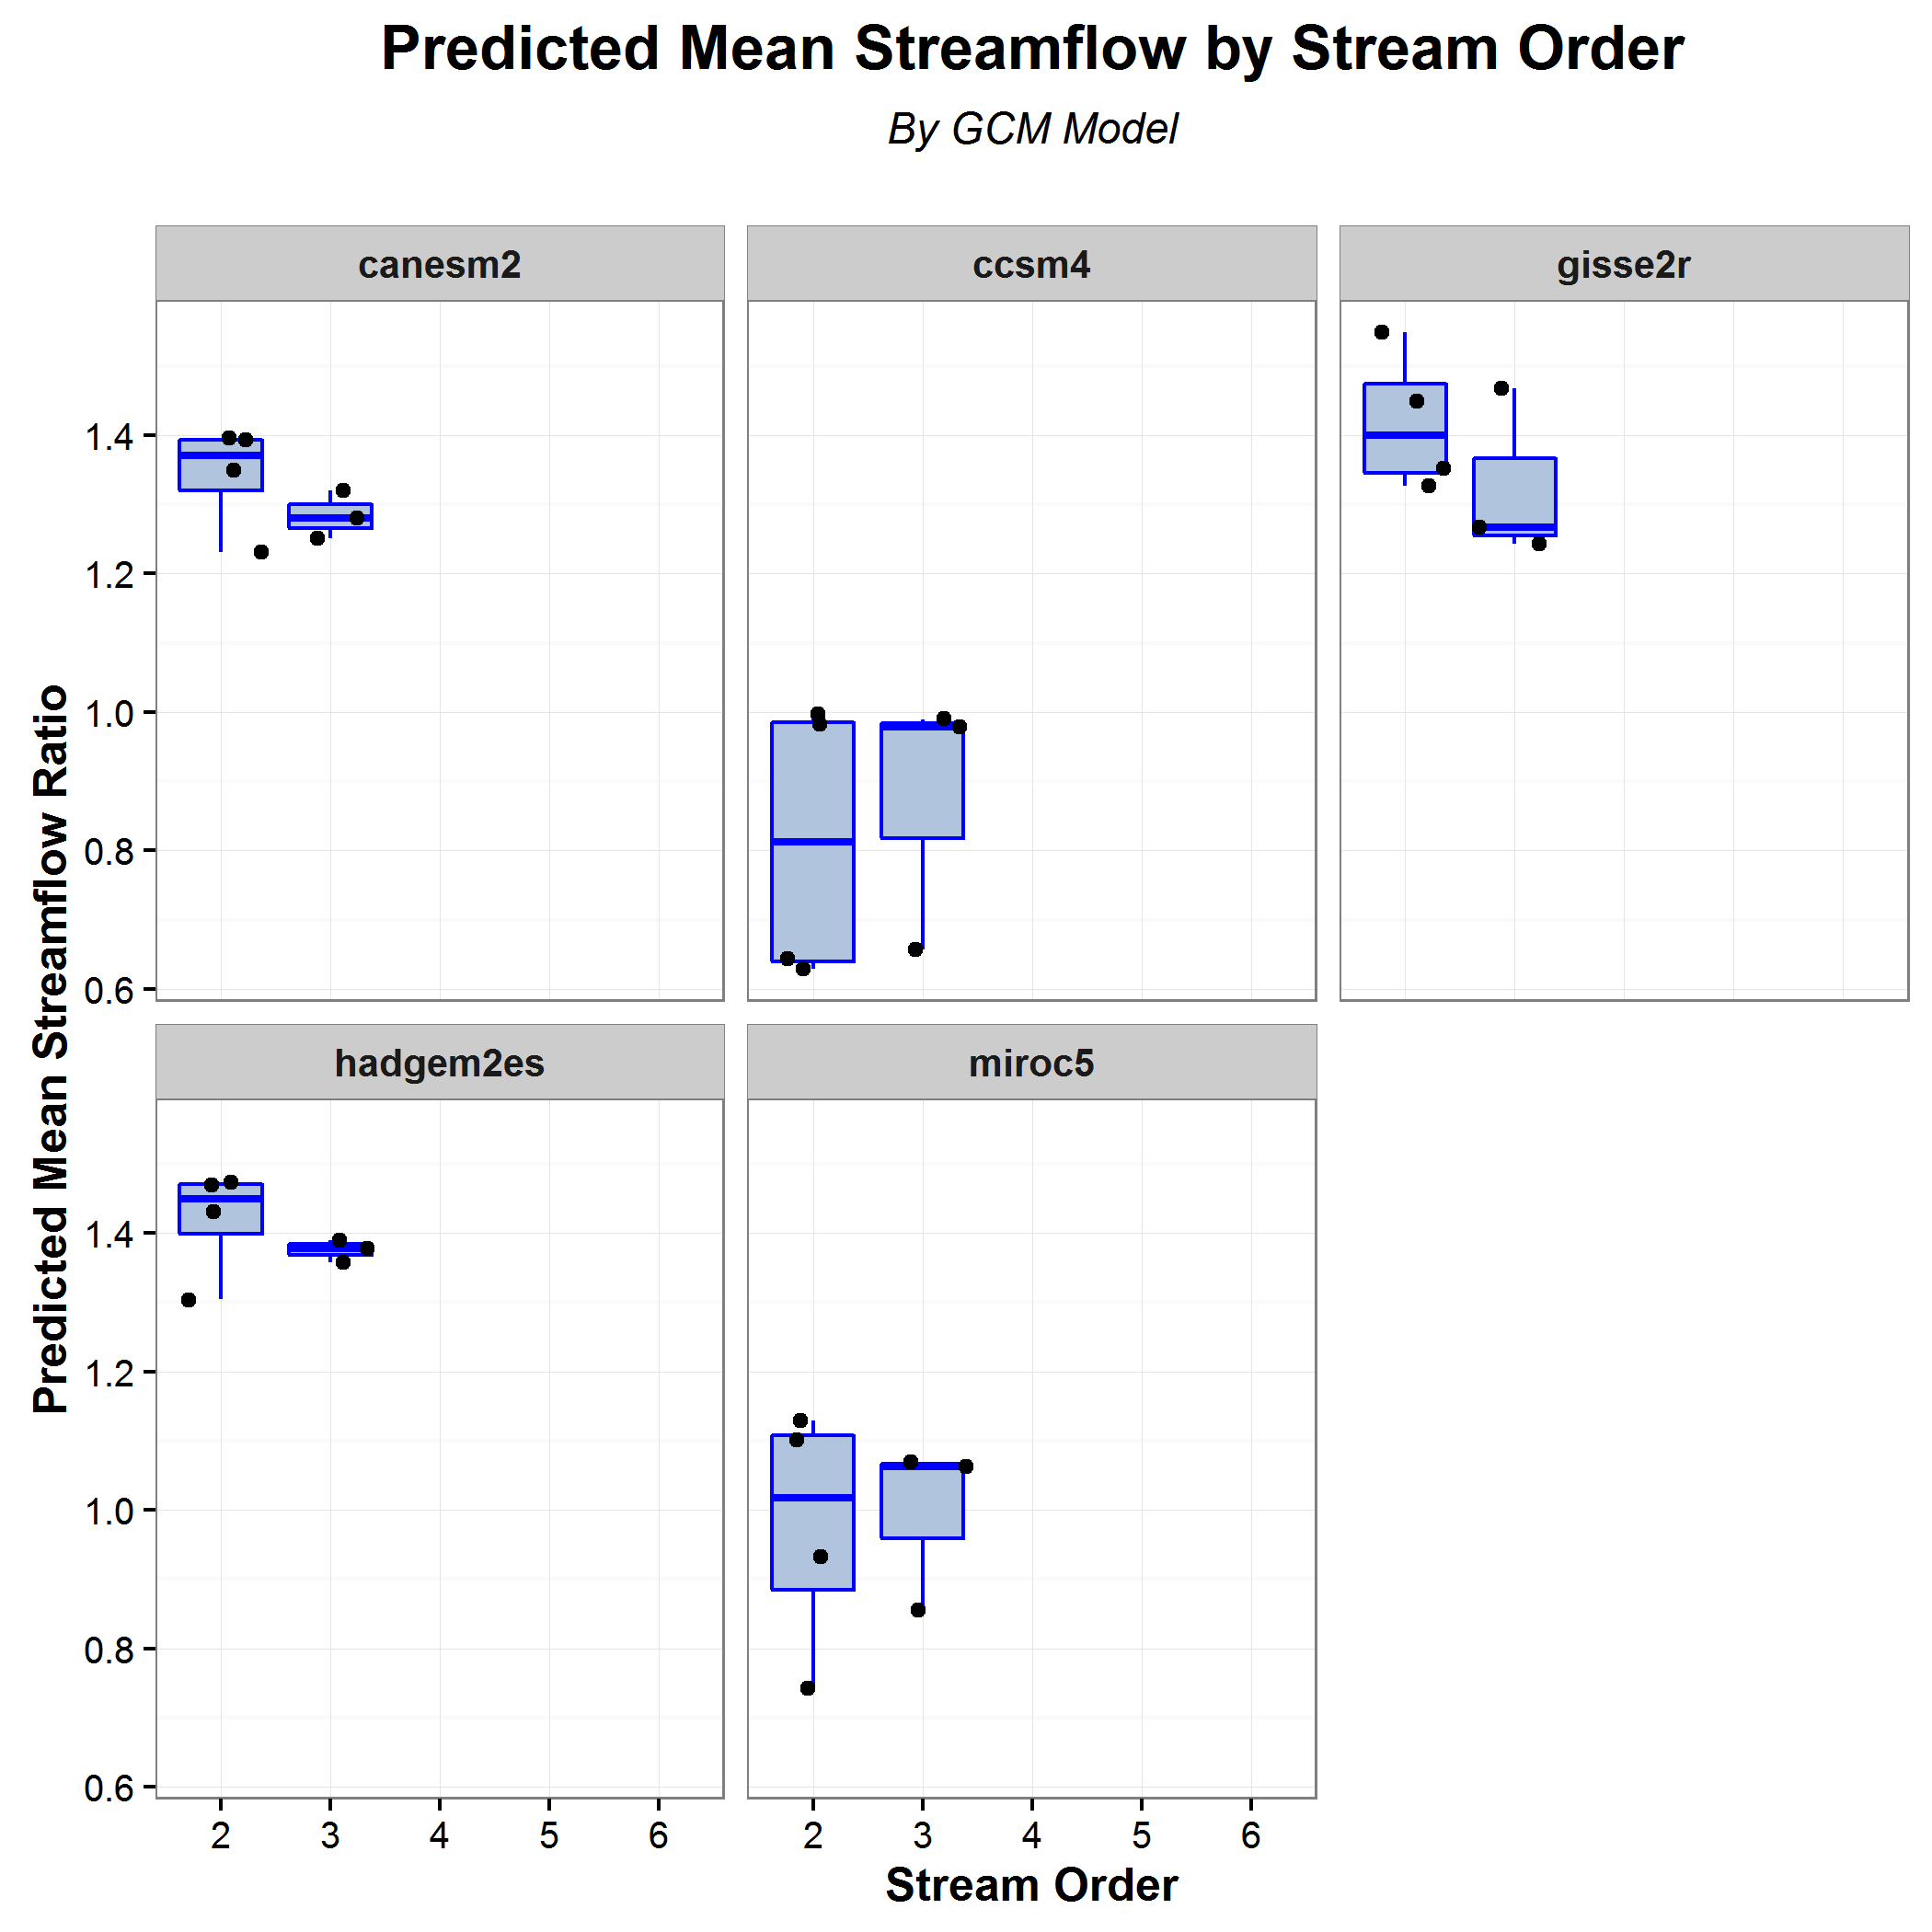 Predicted Mean Streamflow by Stream Order
By GCM Model
canesm2
ccsm4
gisse2r
1.4
1.2
1.0
0.8
0.6
Predicted Mean Streamflow Ratio
hadgem2es
miroc5
1.4
1.2
1.0
0.8
0.6
2 3 4 5 6
2 3 4 5 6
Stream Order